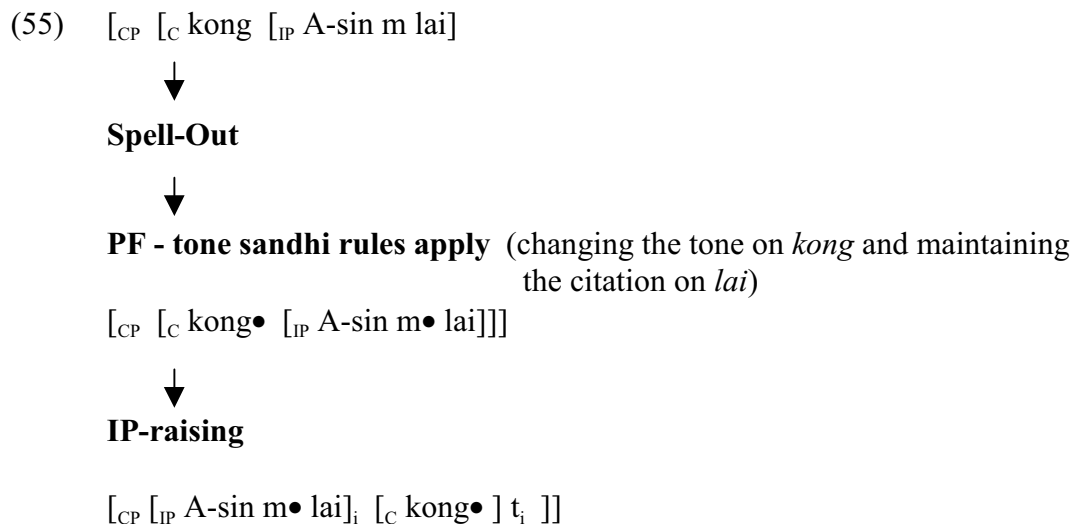 (55) [CP [C kong [IP A-sin m lai]
Spell-Out
PF - tone sandhi rules apply (changing the tone on kong and maintaining
the citation on lai)
[CP [C kong● [IP A-sin m● lai]]]
IP-raising
[CP [IP A-sin m● lai]i [C kong● ] ti ]]